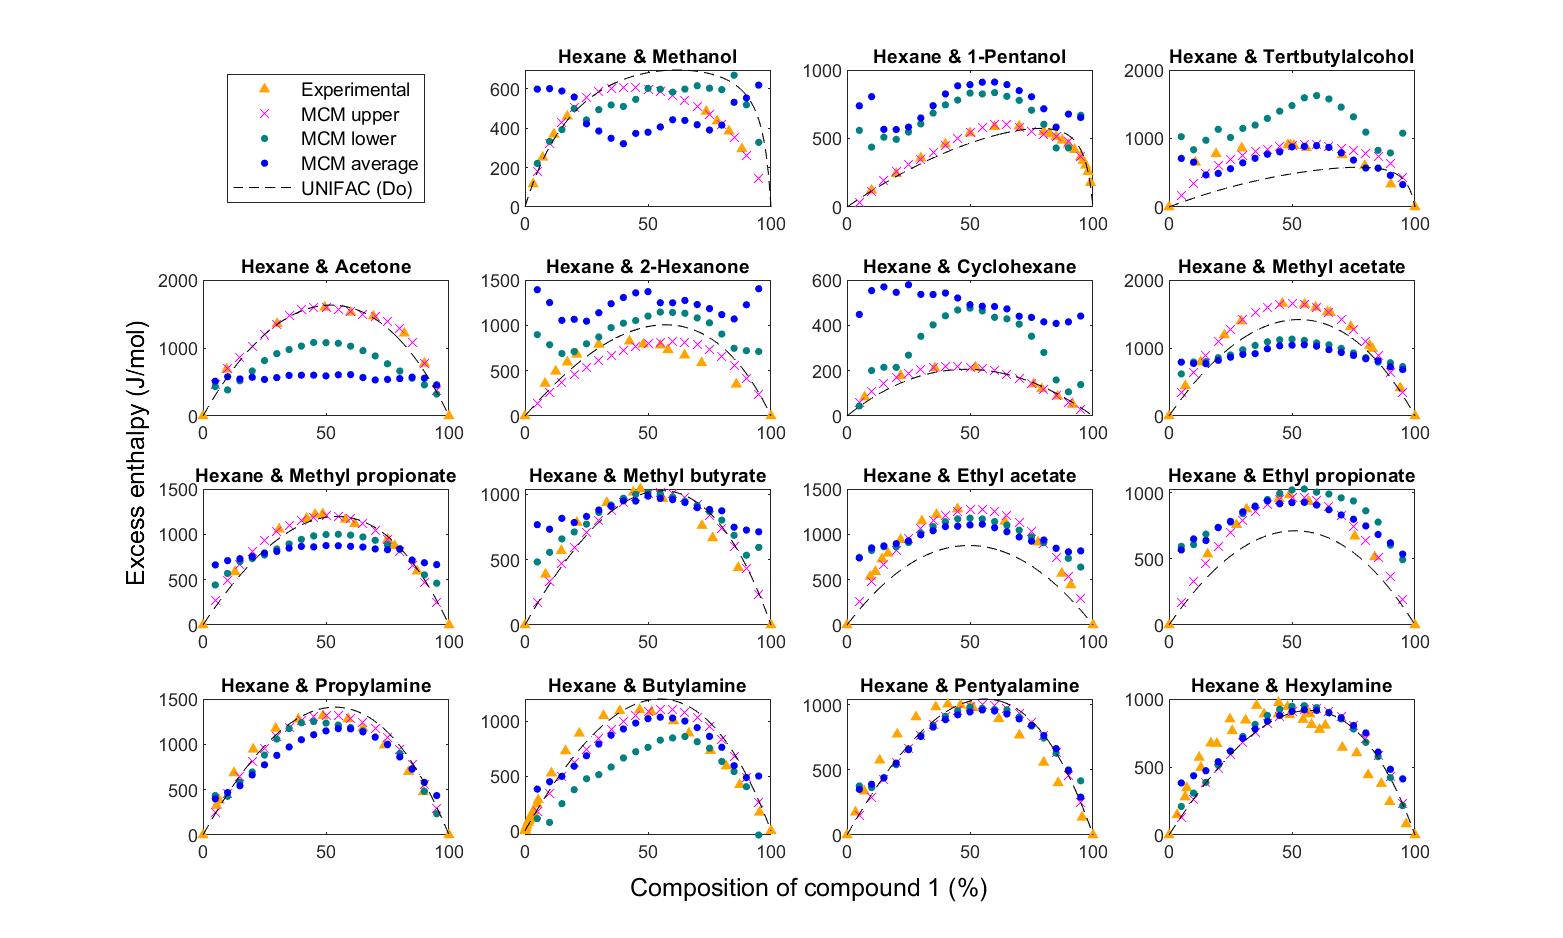 Hexane & Methanol
Hexane & 1-Pentanol
Hexane & Tertbutylalcohol
Experimental
MCM upper
MCM lower
MCM average
UNIFAC (Do)
600
400
200
0
0 50 100
1000
500
0
0 50 100
2000
1000
0
0 50 100
Hexane & Acetone
2000
1000
0
0 50 100
Hexane & 2-Hexanone
1500
1000
500
0
0 50 100
Hexane & Cyclohexane
600
400
200
0
0 50 100
Hexane & Methyl acetate
2000
1000
0
0 50 100
Excess enthalpy (J/mol)
Hexane & Methyl propionate
1500
1000
500
0
0 50 100
Hexane & Methyl butyrate
1000
500
0
0 50 100
Hexane & Ethyl acetate
1500
1000
500
0
0 50 100
Hexane & Ethyl propionate
1000
500
0
0 50 100
Hexane & Propylamine
1500
1000
500
0
0 50 100
Hexane & Butylamine
1000
500
0
0 50 100
Hexane & Pentyalamine
1000
500
0
0 50 100
Hexane & Hexylamine
1000
500
0
0 50 100
Composition of compound 1 (%)